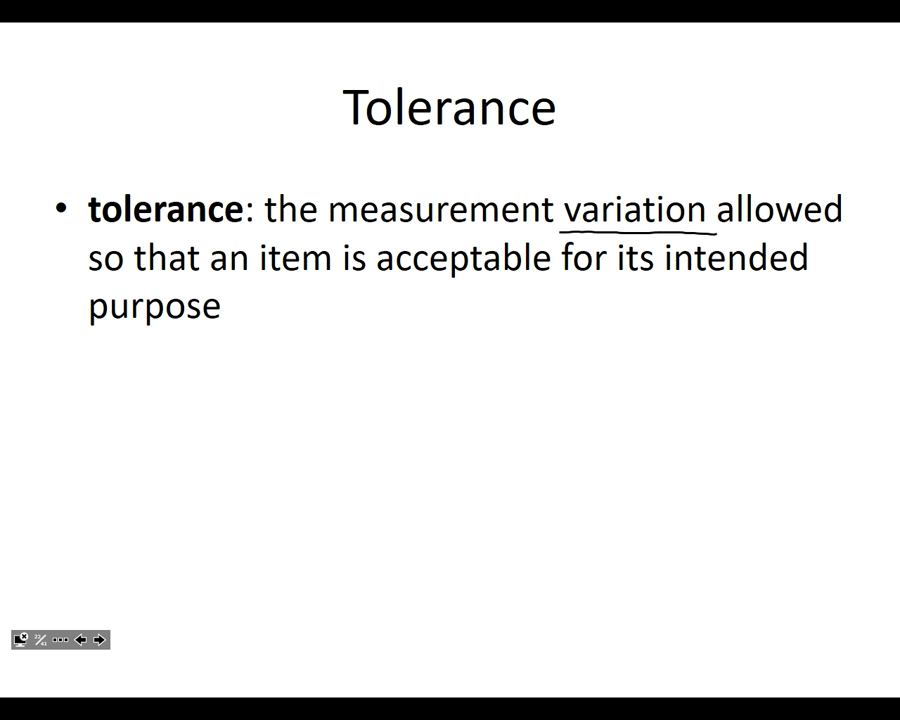 Tolerance
• tolerance: the measurement variation allowed
so that an item is acceptable for its intended
purpose